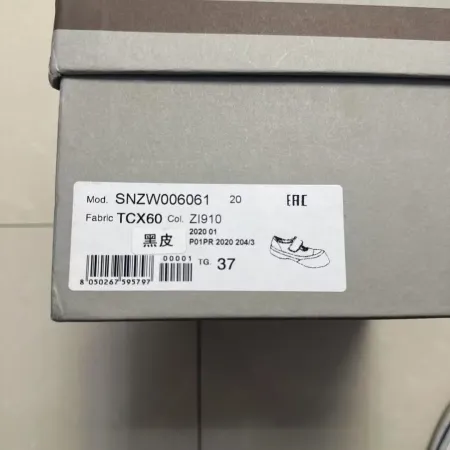 Mod. SNZW006061 20 EAC
Fabric TCX60 Col. ZI910
黑皮 2020 01
P01PR 2020 204/3
00001 TG. 37
8 050267 595797